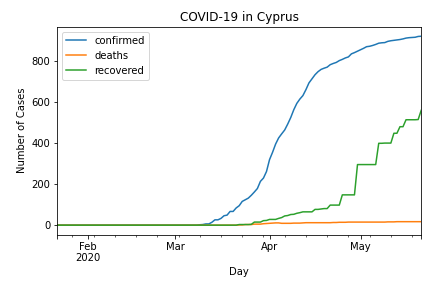 COVID-19 in Cyprus
confirmed
deaths
recovered
Number of Cases
800
600
400
200
0
Feb
2020
Mar
Apr
May
Day